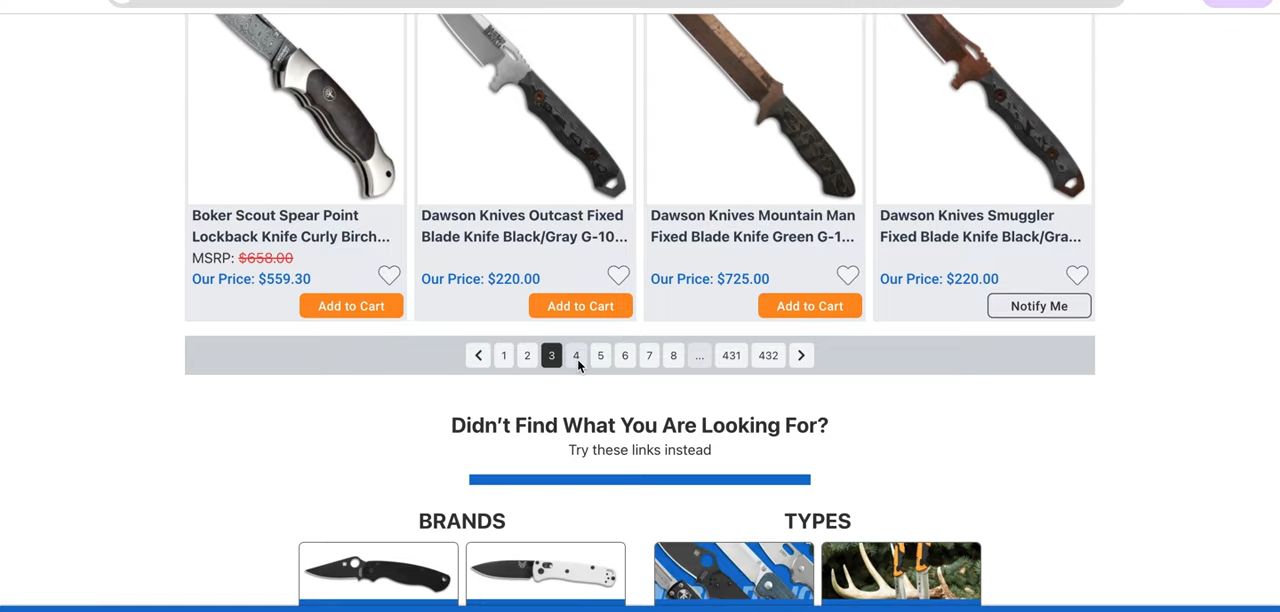 Boker Scout Spear Point
Lockback Knife Curly Birch...
MSRP: $658.00
Our Price: $559.30
Add to Cart
Dawson Knives Outcast Fixed
Blade Knife Black/Gray G-10...
Our Price: $220.00
Add to Cart
Dawson Knives Mountain Man
Fixed Blade Knife Green G-1...
Our Price: $725.00
Add to Cart
Dawson Knives Smuggler
Fixed Blade Knife Black/Gra...
Our Price: $220.00
Notify Me
1 2 3 4 5 6 7 8 ... 431 432
Didn't Find What You Are Looking For?
Try these links instead
BRANDS
TYPES